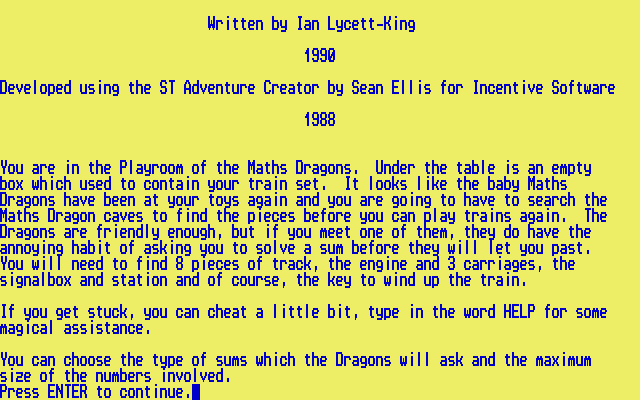 Written by Ian Lycett-King
1990
Developed using the ST Adventure Creator by Sean Ellis for Incentive Software
1988
You are in the Playroom of the Maths Dragons.  Under the table is an empty
box which used to contain your train set.  It looks like the baby Maths
Dragons have been at your toys again and you are going to have to search the
Maths Dragon caves to find the pieces before you can play trains again.  The
Dragons are friendly enough, but if you meet one of them, they do have the
annoying habit of asking you to solve a sum before they will let you past.
You will need to find 8 pieces of track, the engine and 3 carriages, the
signalbox and station and of course, the key to wind up the train.
If you get stuck, you can cheat a little bit, type in the word HELP for some
magical assistance.
You can choose the type of sums which the Dragons will ask and the maximum
size of the numbers involved.
Press ENTER to continue.